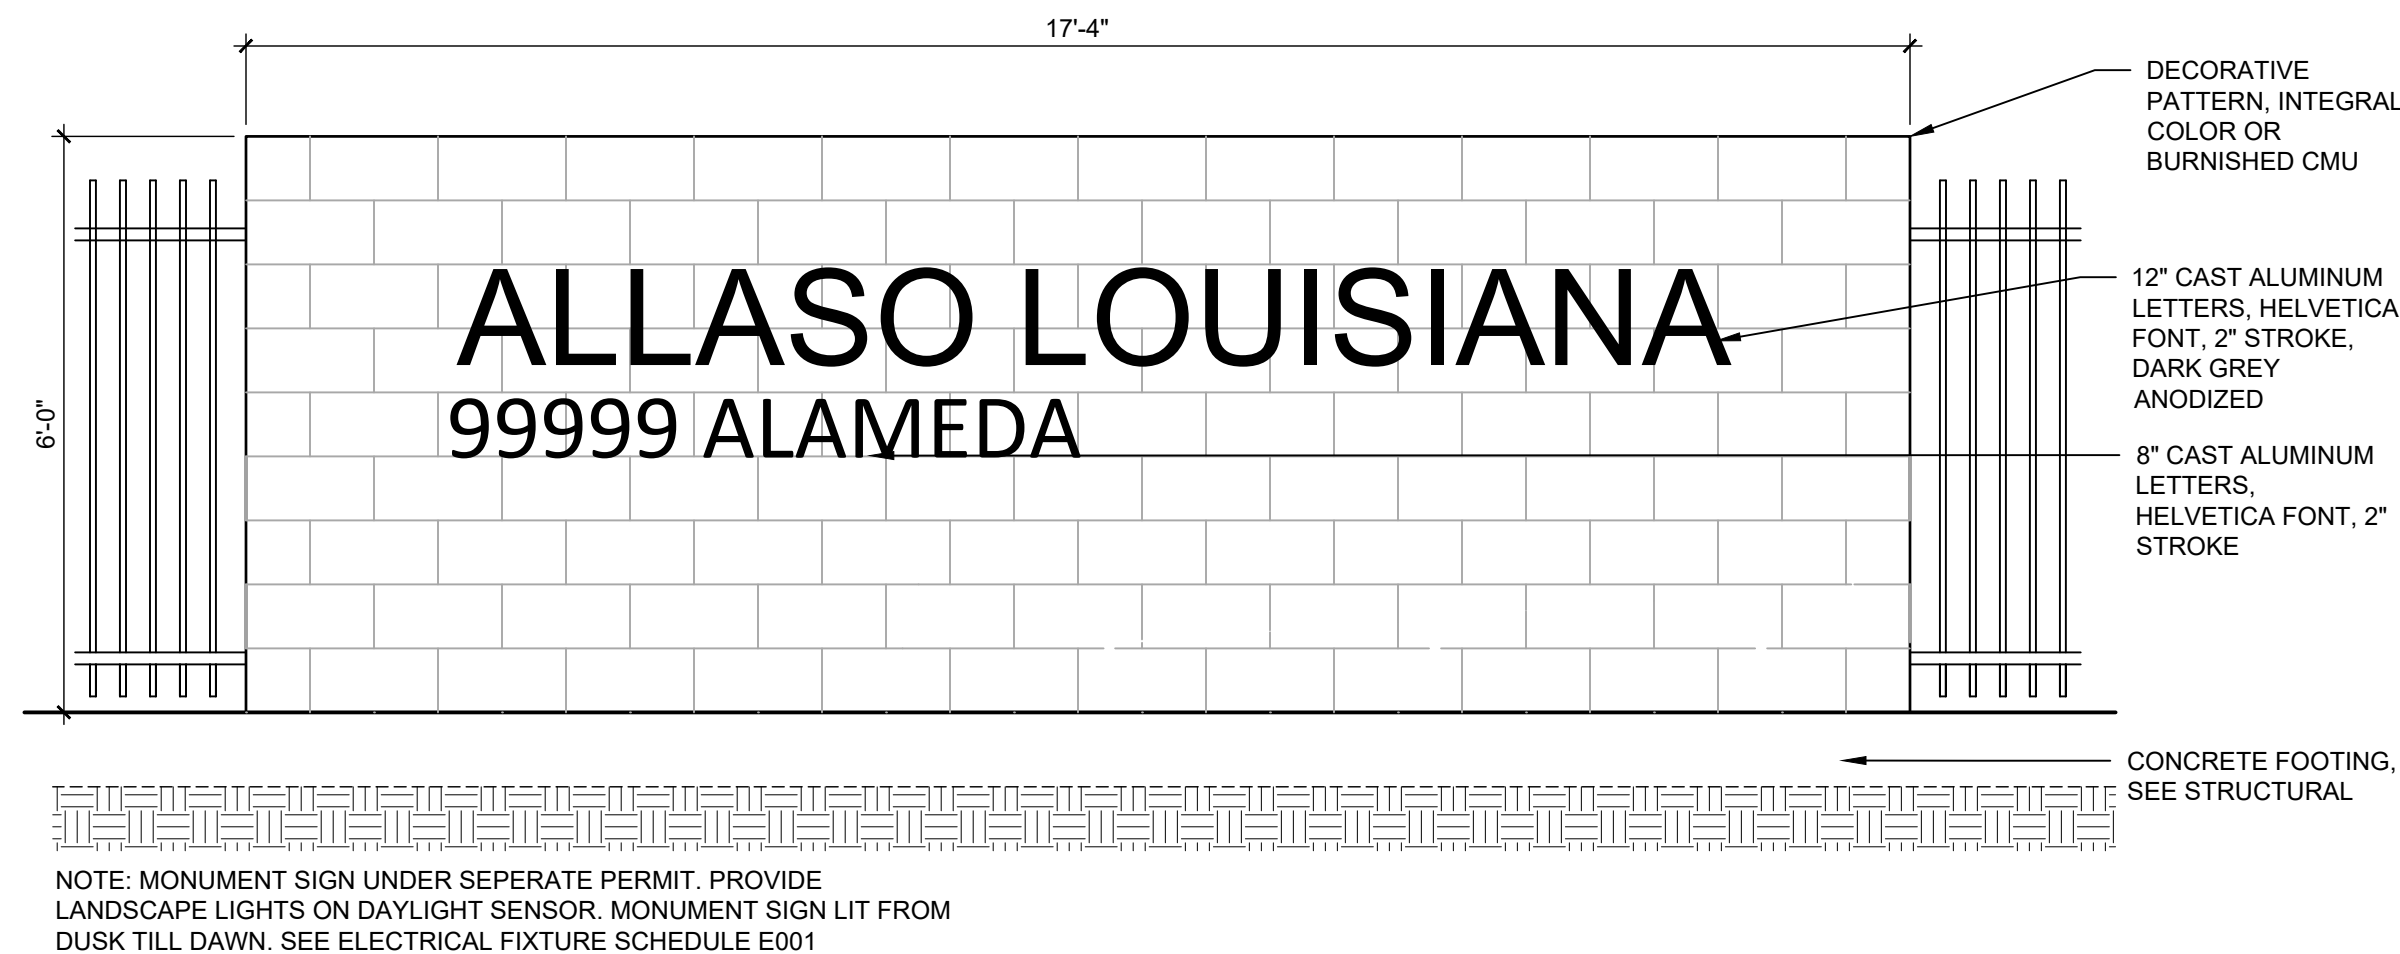 17'-4"
DECORATIVE
PATTERN, INTEGRAL
COLOR OR
BURNISHED CMU
12" CAST ALUMINUM
LETTERS, HELVETICA
FONT, 2" STROKE,
DARK GREY
ANODIZED
ALLASO LOUISIANA
99999 ALAMEDA
6'-0"
8" CAST ALUMINUM
LETTERS,
HELVETICA FONT, 2"
STROKE
CONCRETE FOOTING,
SEE STRUCTURAL
NOTE: MONUMENT SIGN UNDER SEPERATE PERMIT. PROVIDE
LANDSCAPE LIGHTS ON DAYLIGHT SENSOR. MONUMENT SIGN LIT FROM
DUSK TILL DAWN. SEE ELECTRICAL FIXTURE SCHEDULE E001